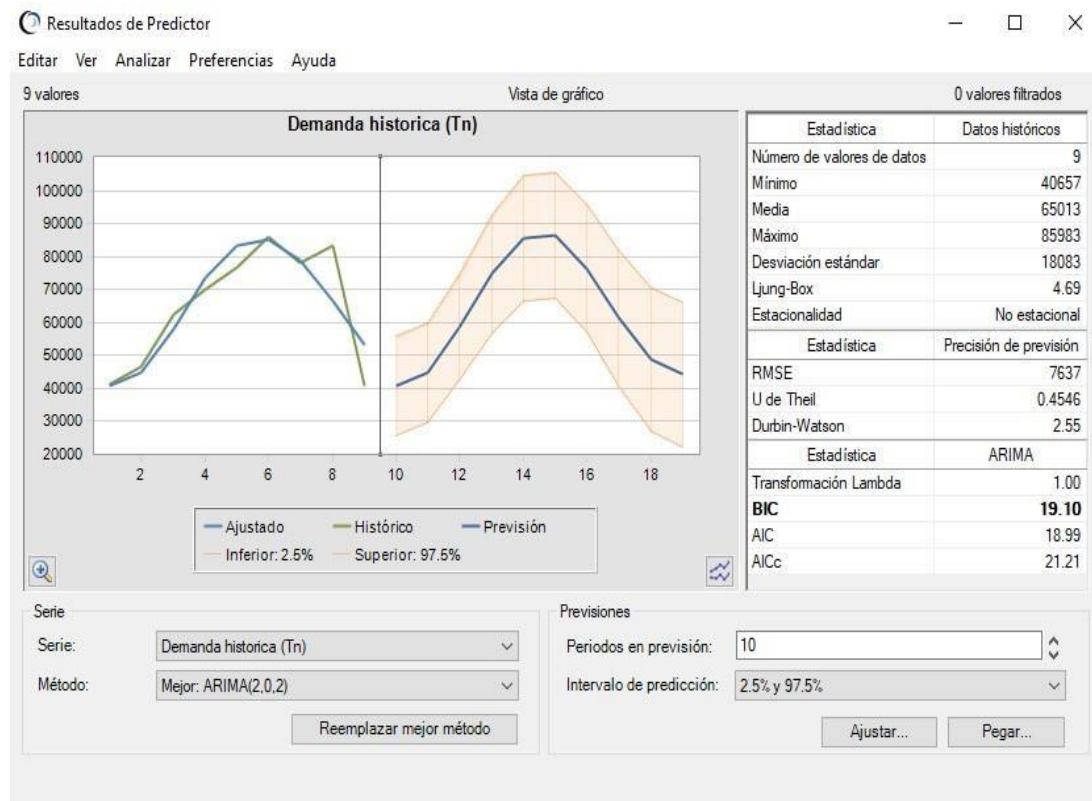 Resultados de Predictor
Editar Ver Analizar Preferencias Ayuda
9 valores
Vista de gráfico
0 valores filtrados
Demanda historica (Tn)
110000
100000
90000
80000
70000
60000
50000
40000
30000
20000
2 4 6 8 10 12 14 16 18
Ajustado Histórico Previsión
Inferior: 2.5% Superior: 97.5%
Estadística Datos históricos
Número de valores de datos 9
Mínimo 40657
Media 65013
Máximo 85983
Desviación estándar 18083
Ljung-Box 4.69
Estacionalidad No estacional
Estadística Precisión de previsión
RMSE 7637
U de Theil 0.4546
Durbin-Watson 2.55
Estadística ARIMA
Transformación Lambda 1.00
BIC 19.10
AIC 18.99
AICc 21.21
Serie
Serie: Demanda historica (Tn)
Método: Mejor: ARIMA(2,0,2)
Reemplazar mejor método
Previsiones
Periodos en previsión: 10
Intervalo de predicción: 2.5% y 97.5%
Ajustar... Pegar...